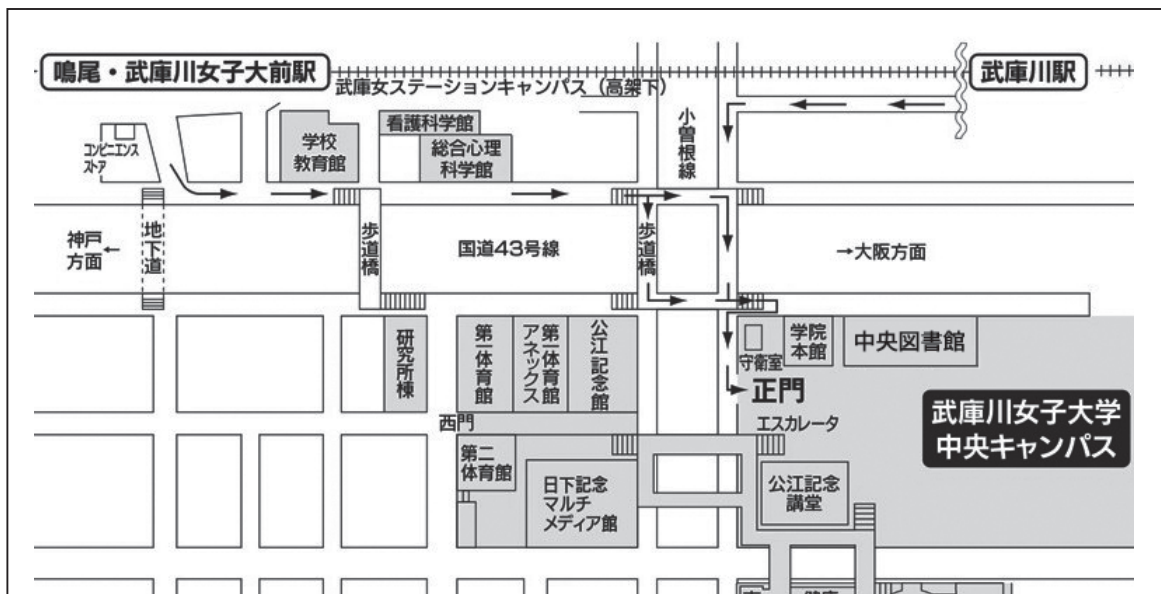 鳴尾・武庫川女子大前駅
武庫川駅
武庫女ステーションキャンパス（高架下）
コンビニエンス
ストア
学校
教育館
看護科学館
総合心理
科学館
小曽根線
神戸
方面
←
地下道
歩道橋
国道43号線
歩道橋
→大阪方面
研究所棟
第一体育館
第一体育館
アネックス
公江記念館
守衛室
学院
本館
中央図書館
正門
西門
エスカレータ
武庫川女子大学
中央キャンパス
第二
体育館
日下記念
マルチ
メディア館
公江記念
講堂